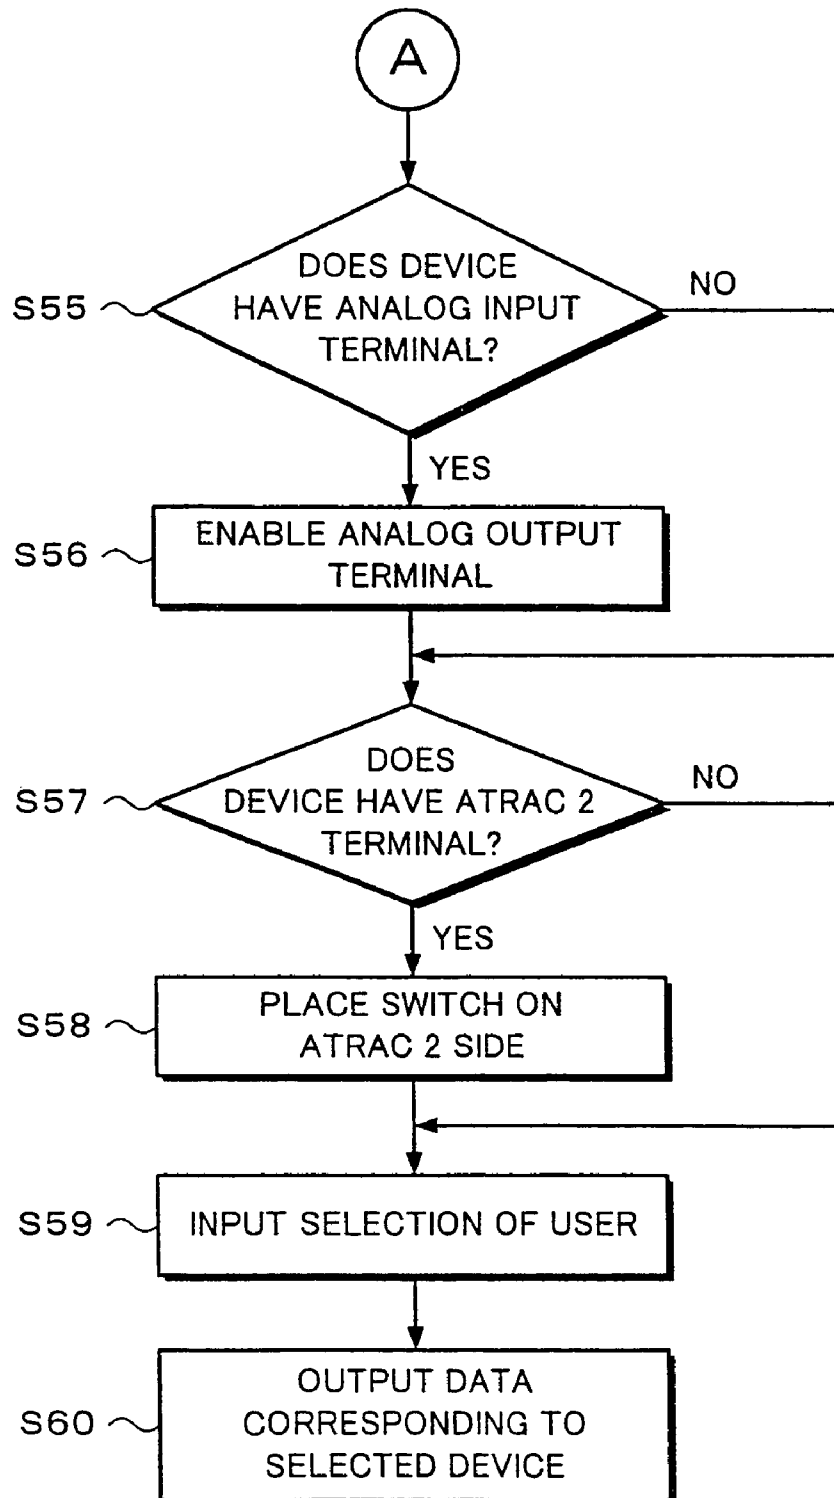 A
DOES DEVICE
HAVE ANALOG INPUT
TERMINAL?
S55
NO
YES
ENABLE ANALOG OUTPUT
TERMINAL
S56
DOES
DEVICE HAVE ATRAC 2
TERMINAL?
S57
NO
YES
PLACE SWITCH ON
ATRAC 2 SIDE
S58
INPUT SELECTION OF USER
S59
OUTPUT DATA
CORRESPONDING TO
SELECTED DEVICE
S60